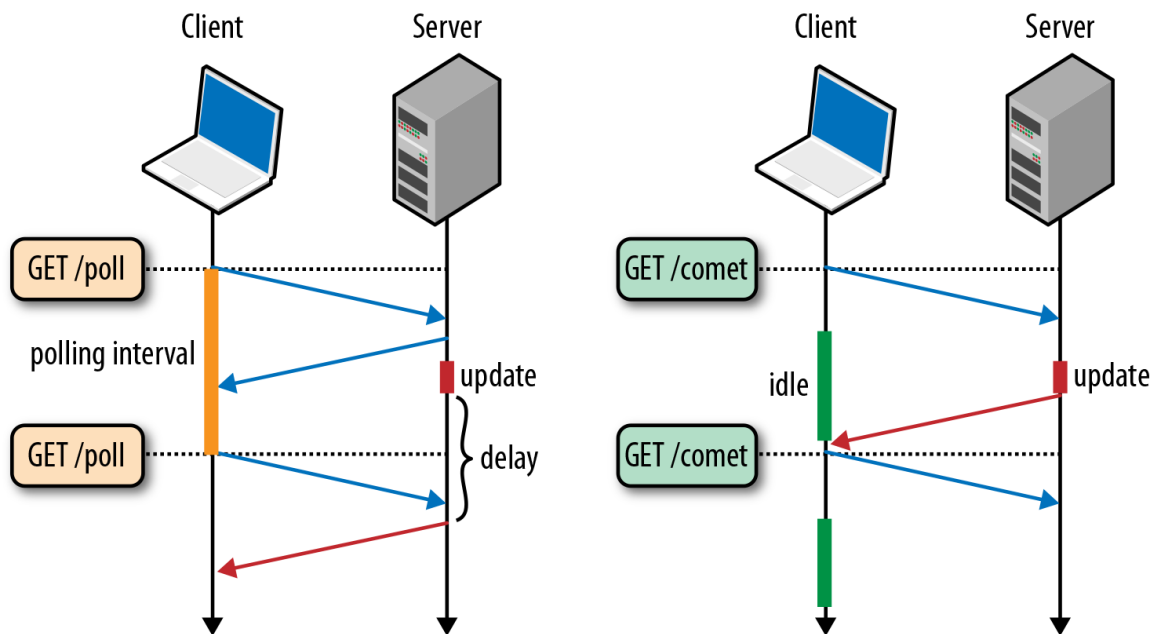 Client
Server
GET /poll
polling interval
update
GET /poll
delay
Client
Server
GET /comet
idle
update
GET /comet